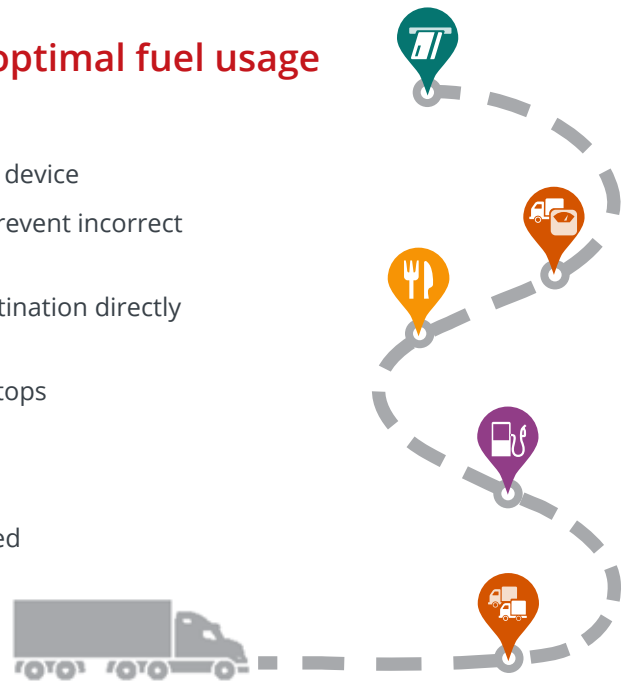 optimal fuel usage
device
revent incorrect
tination directly
tops
ed